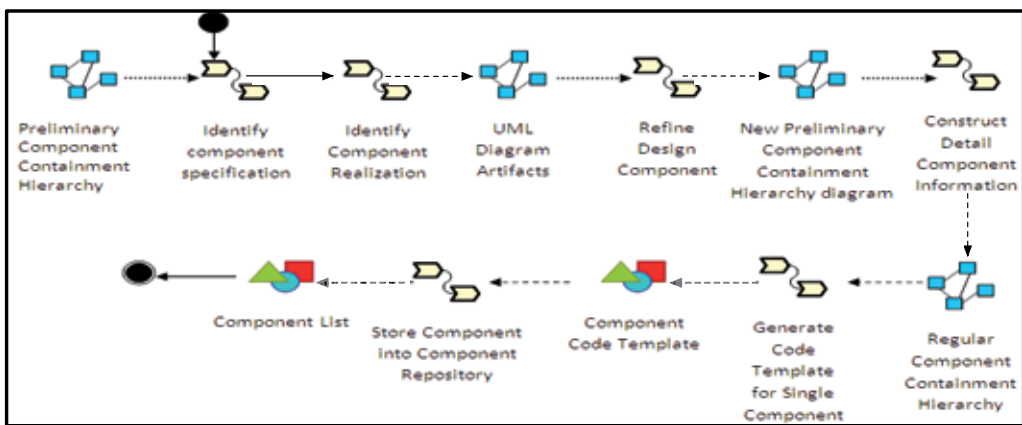 Preliminary
Component
Containment
Hierarchy
Identify
component
specification
Identify
Component
Realization
UML
Diagram
Artifacts
Refine
Design
Component
New Preliminary
Component
Containment
Hierarchy diagram
Construct
Detail
Component
Information
Component List
Store Component
into Component
Repository
Component
Code Template
Generate
Code
Template
for Single
Component
Regular
Component
Containment
Hierarchy